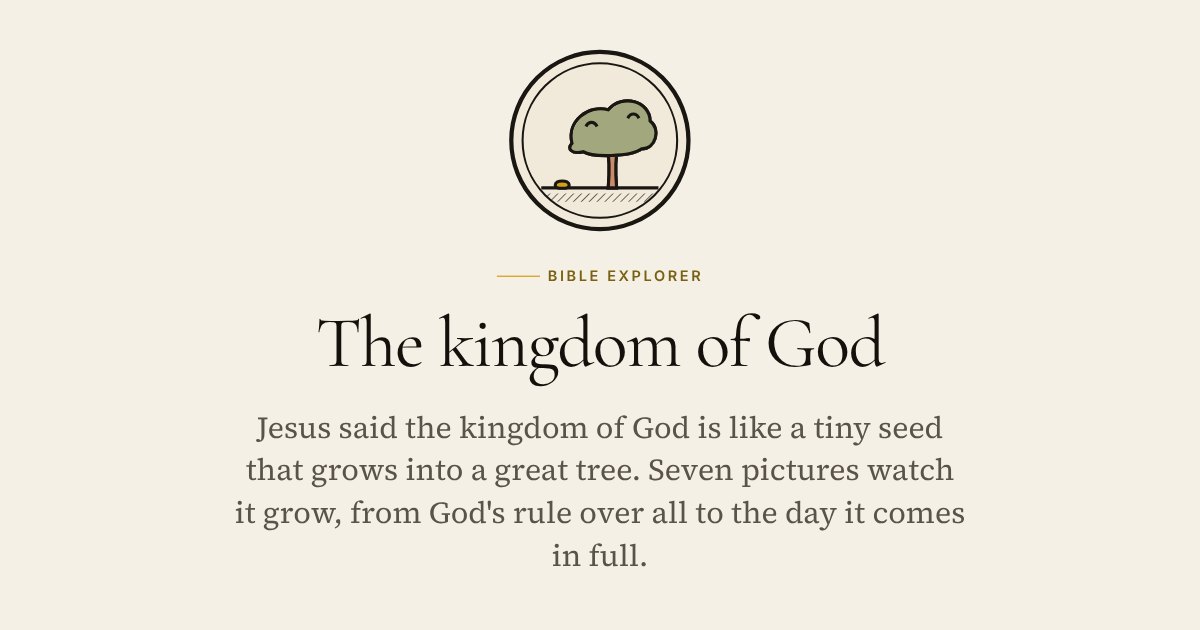 BIBLE EXPLORER
The kingdom of God
Jesus said the kingdom of God is like a tiny seed
that grows into a great tree. Seven pictures watch
it grow, from God's rule over all to the day it comes
in full.